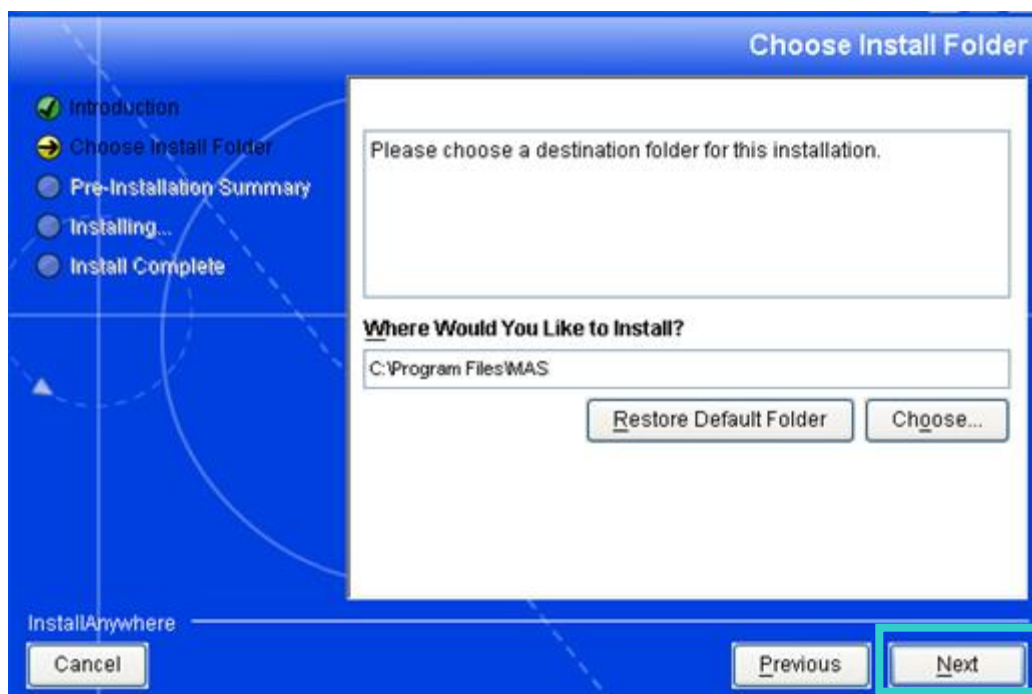 Choose Install Folder
Introduction
Choose Install Folder
Pre-Installation Summary
Installing...
Install Complete
Please choose a destination folder for this installation.
Where Would You Like to Install?
C:\Program Files\MAS
Restore Default Folder
Choose...
InstallAnywhere
Cancel
Previous
Next